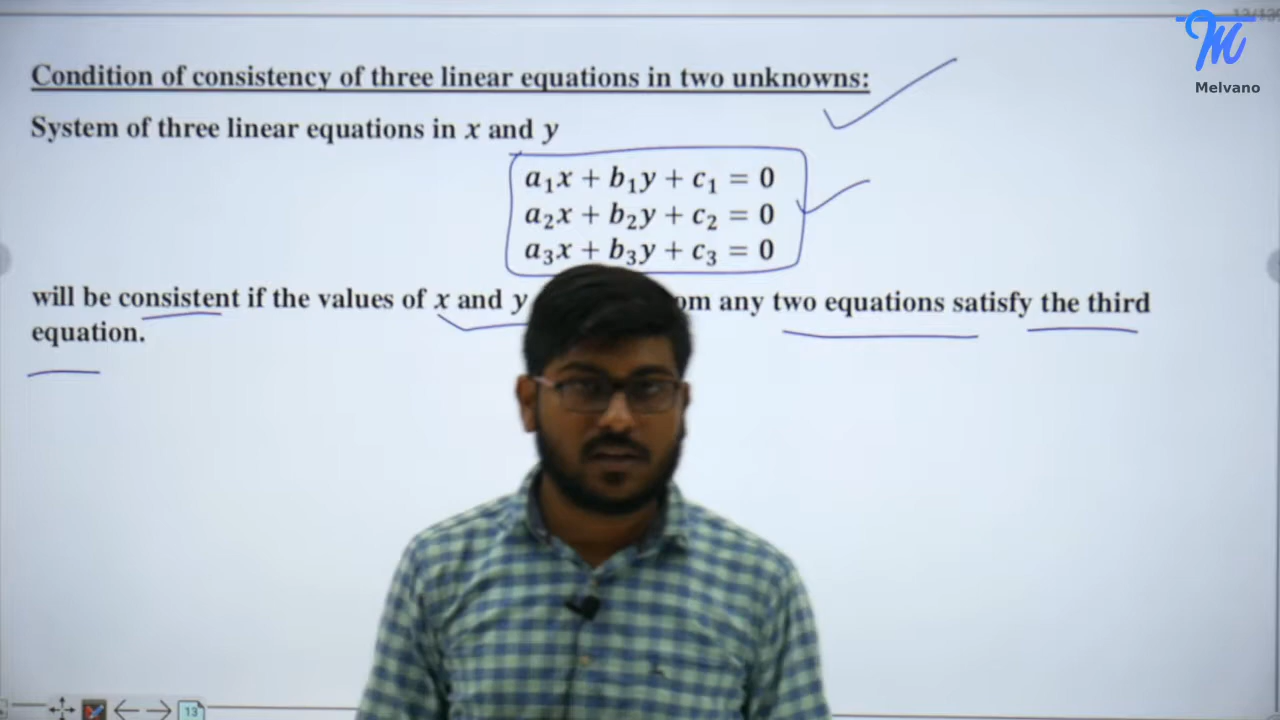 Melvano
Condition of consistency of three linear equations in two unknowns:
System of three linear equations in x and y
a₁x + b₁y + c₁ = 0
a₂x + b₂y + c₂ = 0
a₃x + b₃y + c₃ = 0
will be consistent if the values of x and y any two equations satisfy the third
equation.
13